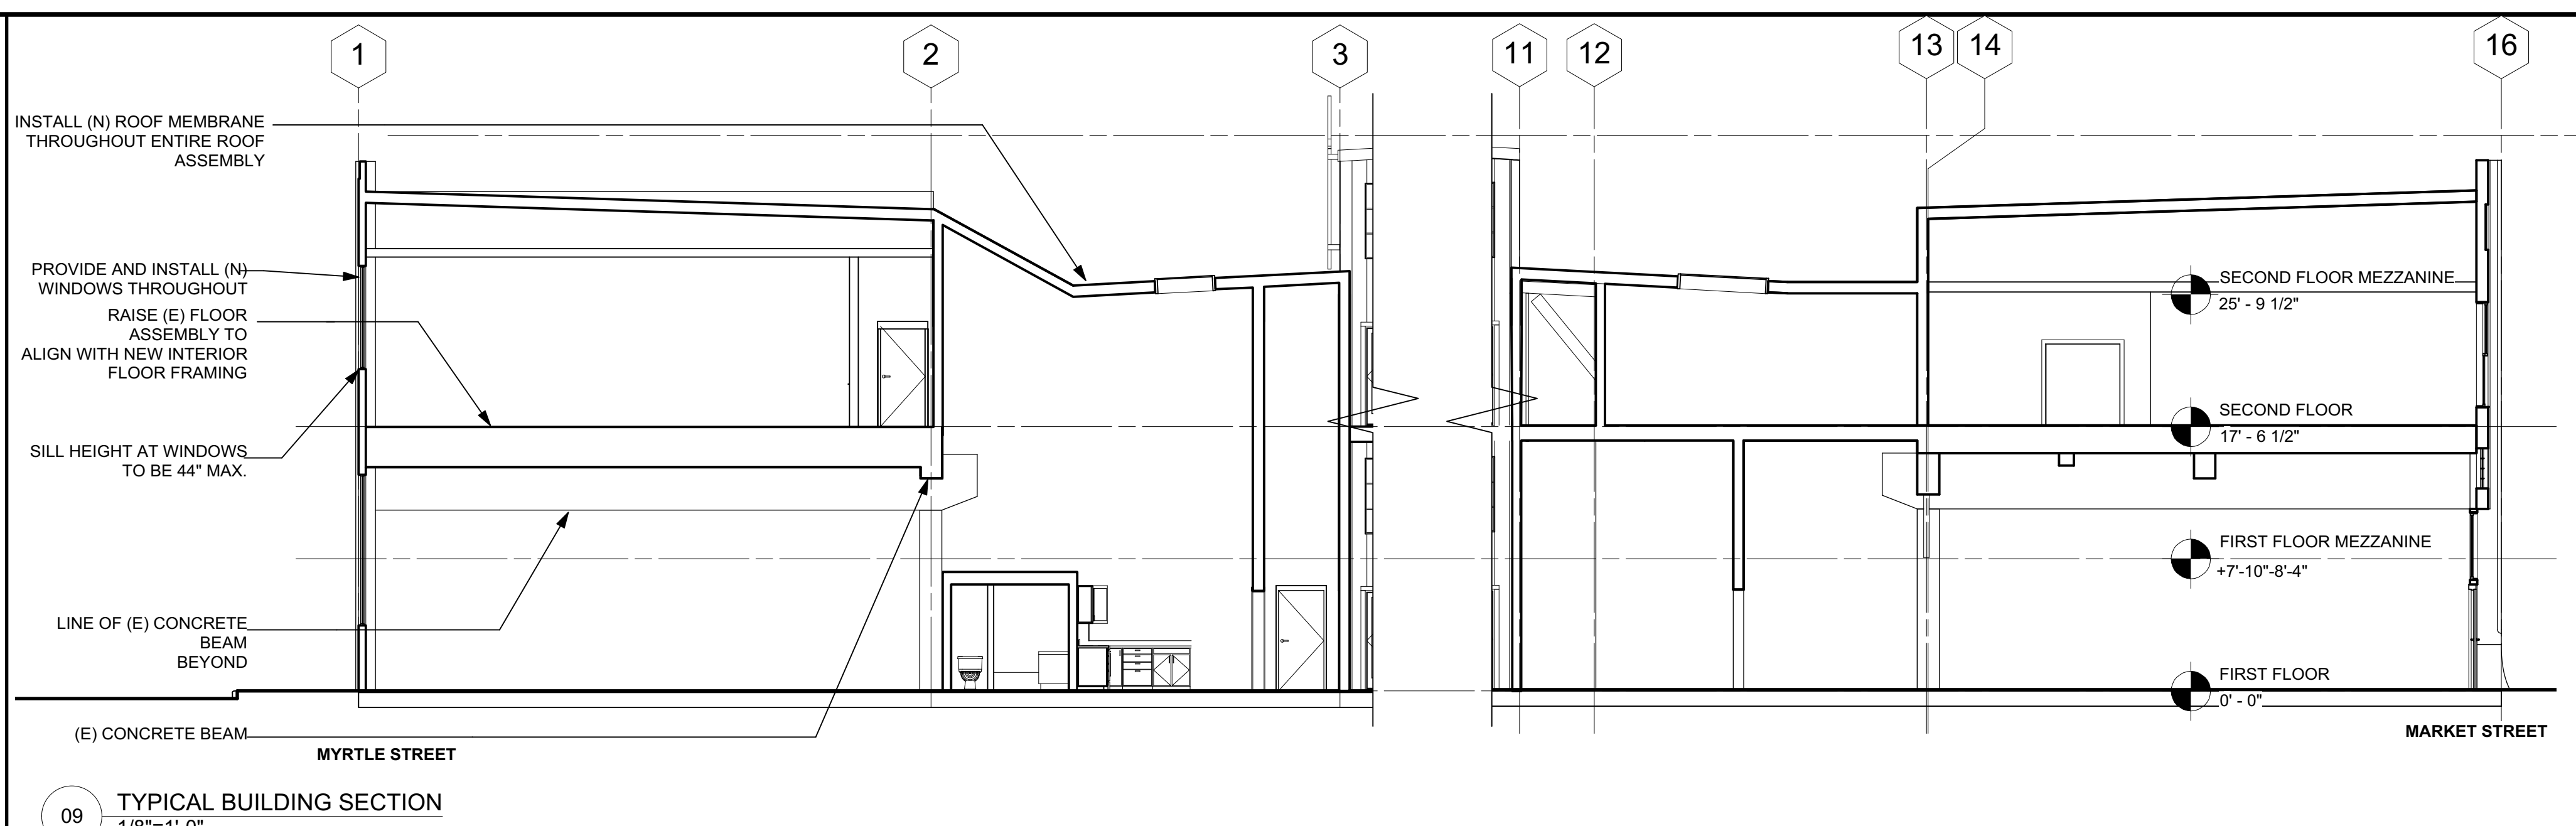 1
2
3
11
12
13
14
16
INSTALL (N) ROOF MEMBRANE
THROUGHOUT ENTIRE ROOF
ASSEMBLY
PROVIDE AND INSTALL (N)
WINDOWS THROUGHOUT
RAISE (E) FLOOR
ASSEMBLY TO
ALIGN WITH NEW INTERIOR
FLOOR FRAMING
SILL HEIGHT AT WINDOWS
TO BE 44" MAX.
LINE OF (E) CONCRETE
BEAM
BEYOND
(E) CONCRETE BEAM
MYRTLE STREET
SECOND FLOOR MEZZANINE
25' - 9 1/2"
SECOND FLOOR
17' - 6 1/2"
FIRST FLOOR MEZZANINE
+7'-10"-8'-4"
FIRST FLOOR
0' - 0"
MARKET STREET
09
TYPICAL BUILDING SECTION
1/8"=1'-0"